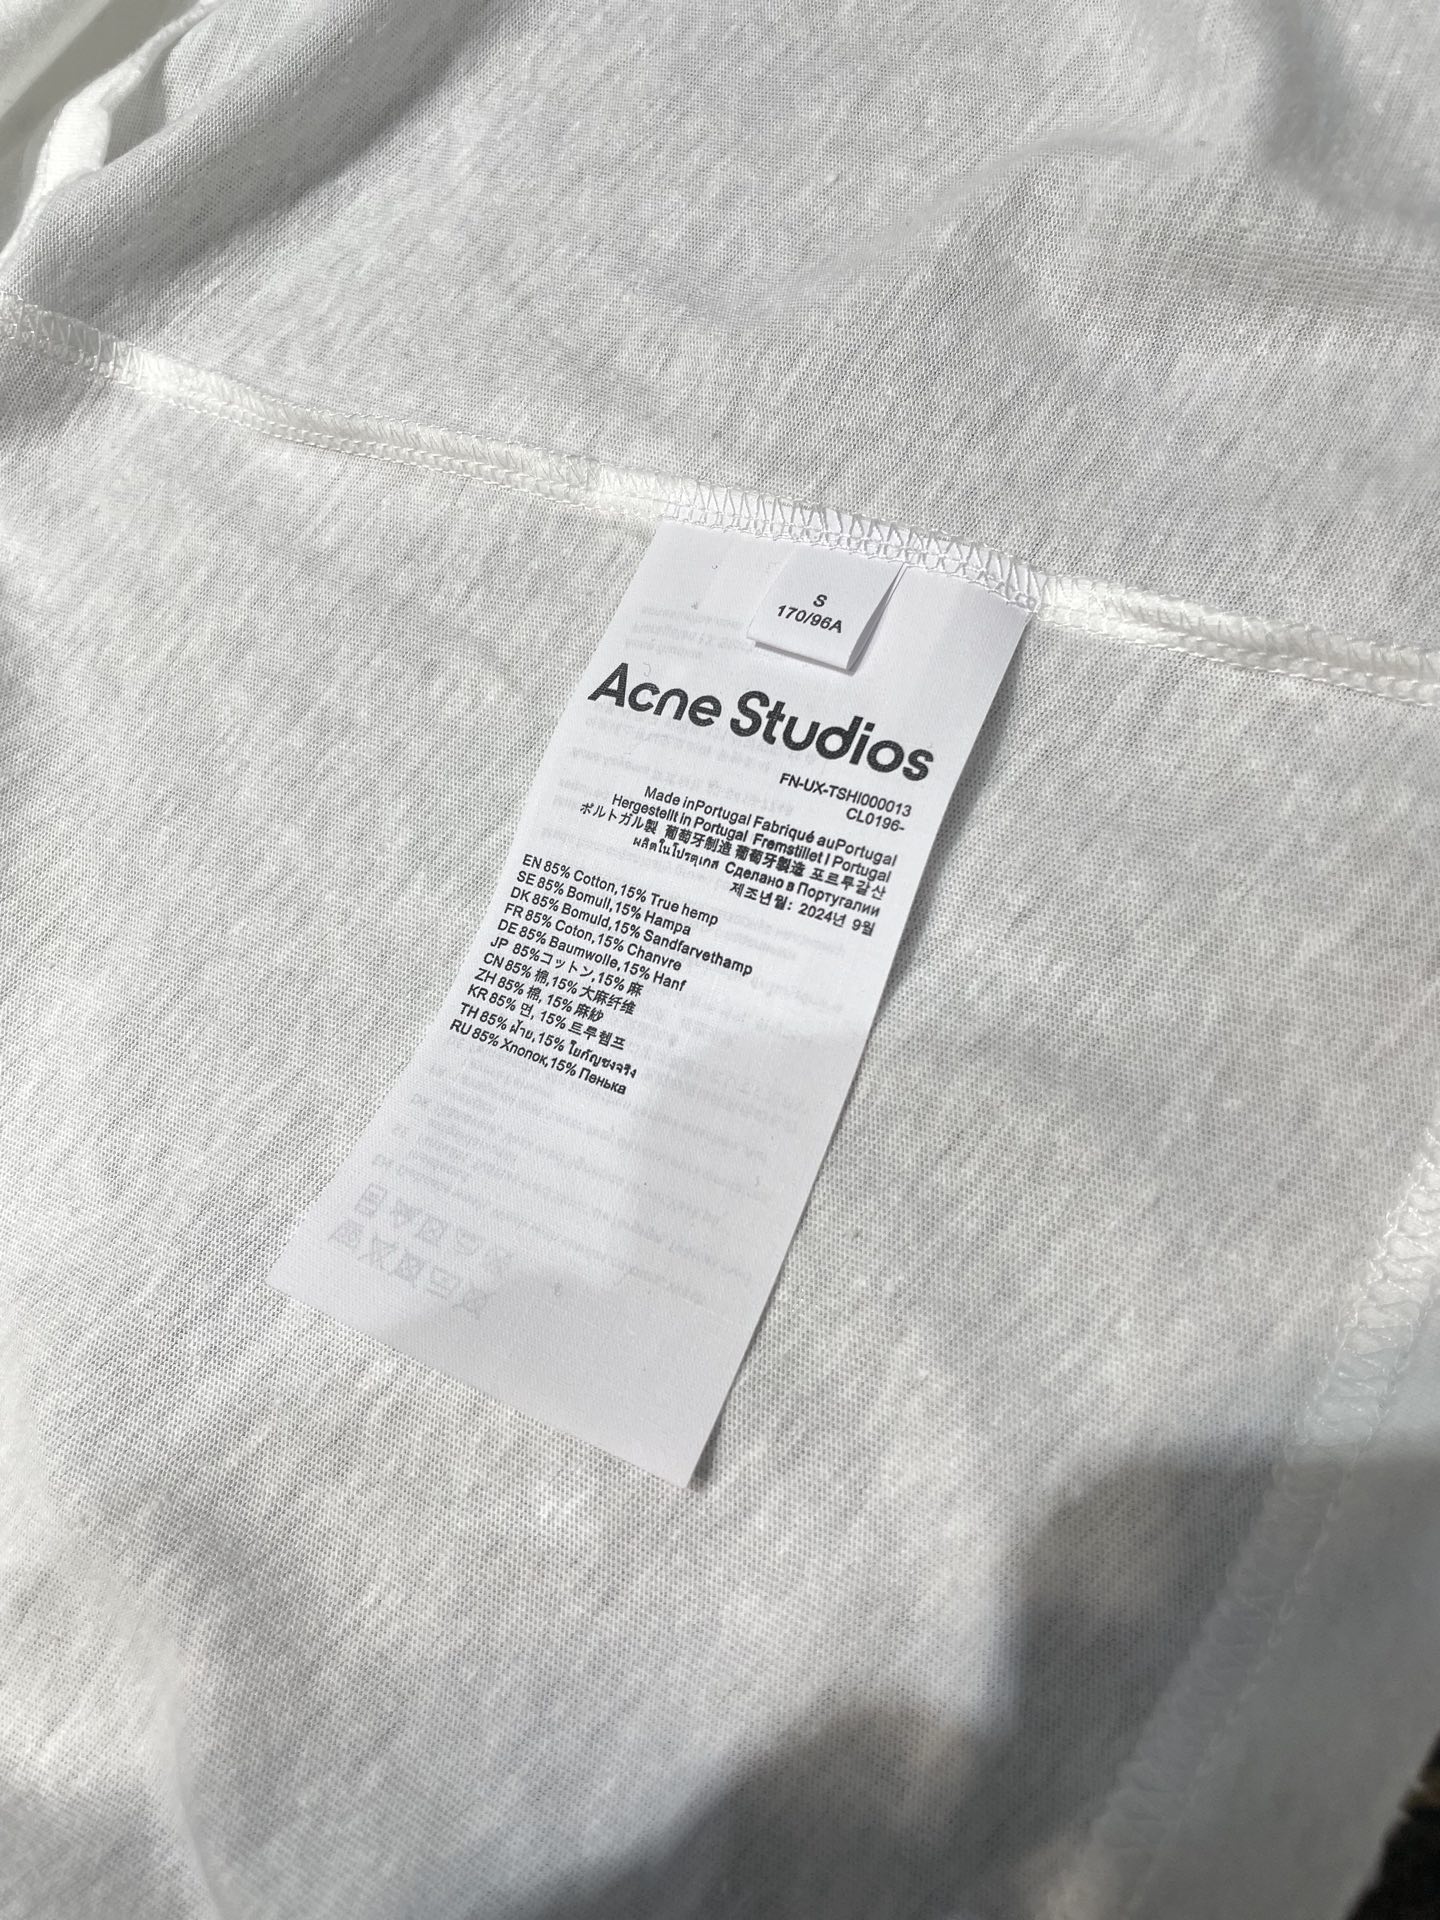 S
170/96A
Acne Studios
FN-UX-TSHI000013
CL0196-
Made inPortugal Fabriqué auPortugal
Hergestellt in Portugal Fremstillet I Portugal
ポルトガル製 葡萄牙制造 葡萄牙製造 포르투갈산
ผลิตในโปรตุเกส Сделано в Португалии
제조년월: 2024년 9월
EN 85% Cotton,15% True hemp
SE 85% Bomull,15% Hampa
DK 85% Bomuld,15% Sandfarvethamp
FR 85% Coton,15% Chanvre
DE 85% Baumwolle,15% Hanf
JP 85%コットン,15% 麻
CN 85% 棉,15% 大麻纤维
ZH 85% 棉, 15% 麻紗
KR 85% 면, 15% 트루헴프
TH 85% ฝ้าย,15% ใยกัญชงจริง
RU 85% Хлопок,15% Пенька